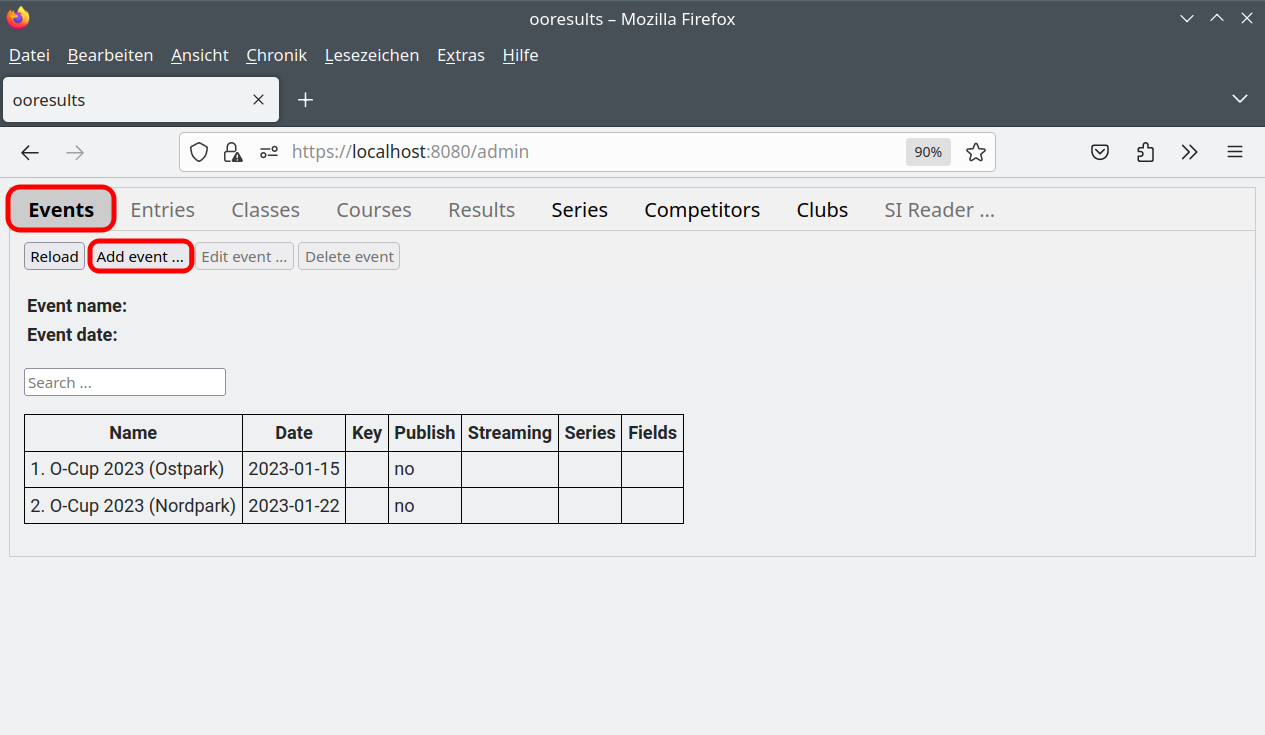 ooresults – Mozilla Firefox
Datei Bearbeiten Ansicht Chronik Lesezeichen Extras Hilfe
ooresults
https://localhost:8080/admin 90%
Events Entries Classes Courses Results Series Competitors Clubs SI Reader ...
Reload Add event ... Edit event ... Delete event
Event name:
Event date:
Search ...
Name Date Key Publish Streaming Series Fields
1. O-Cup 2023 (Ostpark) 2023-01-15 no
2. O-Cup 2023 (Nordpark) 2023-01-22 no